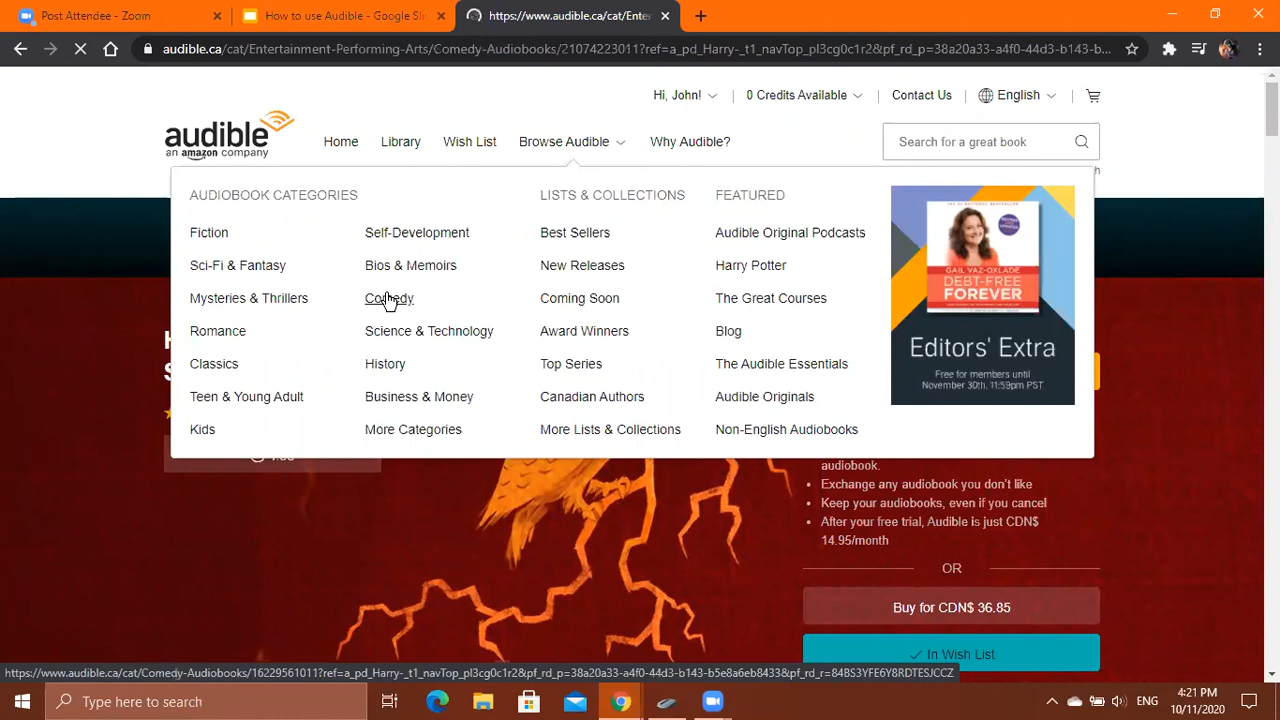 Post Attendee - Zoom
How to use Audible - Google Sli
https://www.audible.ca/cat/Enter
audible.ca/cat/Entertainment-Performing-Arts/Comedy-Audiobooks/21074223011?ref=a_pd_Harry-_t1_navTop_pl3cg0c1r2&pf_rd_p=38a20a33-a4f0-44d3-b143-b...
Hi, John!
0 Credits Available
Contact Us
English
audible
an amazon company
Home
Library
Wish List
Browse Audible
Why Audible?
Search for a great book
AUDIOBOOK CATEGORIES
LISTS & COLLECTIONS
FEATURED
Fiction
Self-Development
Best Sellers
Audible Original Podcasts
Sci-Fi & Fantasy
Bios & Memoirs
New Releases
Harry Potter
Mysteries & Thrillers
Comedy
Coming Soon
The Great Courses
Romance
Science & Technology
Award Winners
Blog
Classics
History
Top Series
The Audible Essentials
Teen & Young Adult
Business & Money
Canadian Authors
Audible Originals
Kids
More Categories
More Lists & Collections
Non-English Audiobooks
GAIL VAZ-OXLADE
DEBT-FREE
FOREVER
Editors' Extra
Free for members until
November 30th, 11:59pm PST
audiobook.
Exchange any audiobook you don't like
Keep your audiobooks, even if you cancel
After your free trial, Audible is just CDN$
14.95/month
OR
Buy for CDN$ 36.85
In Wish List
https://www.audible.ca/cat/Comedy-Audiobooks/16229561011?ref=a_pd_Harry-_t1_navTop_pl3cg0c1r2&pf_rd_p=38a20a33-a4f0-44d3-b143-b5e8a6eb8433&pf_rd_r=84BS3YFE6Y8RDTESJCCZ
Type here to search
ENG
4:21 PM
10/11/2020